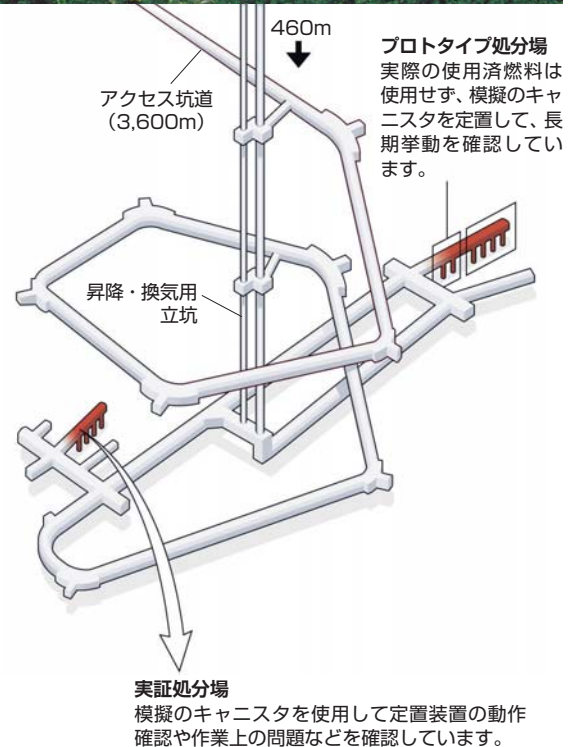 460m
アクセス坑道
（3,600m）
プロトタイプ処分場
実際の使用済燃料は
使用せず、模擬のキャ
ニスタを定置して、長
期挙動を確認してい
ます。
昇降・換気用
立坑
実証処分場
模擬のキャニスタを使用して定置装置の動作
確認や作業上の問題などを確認しています。